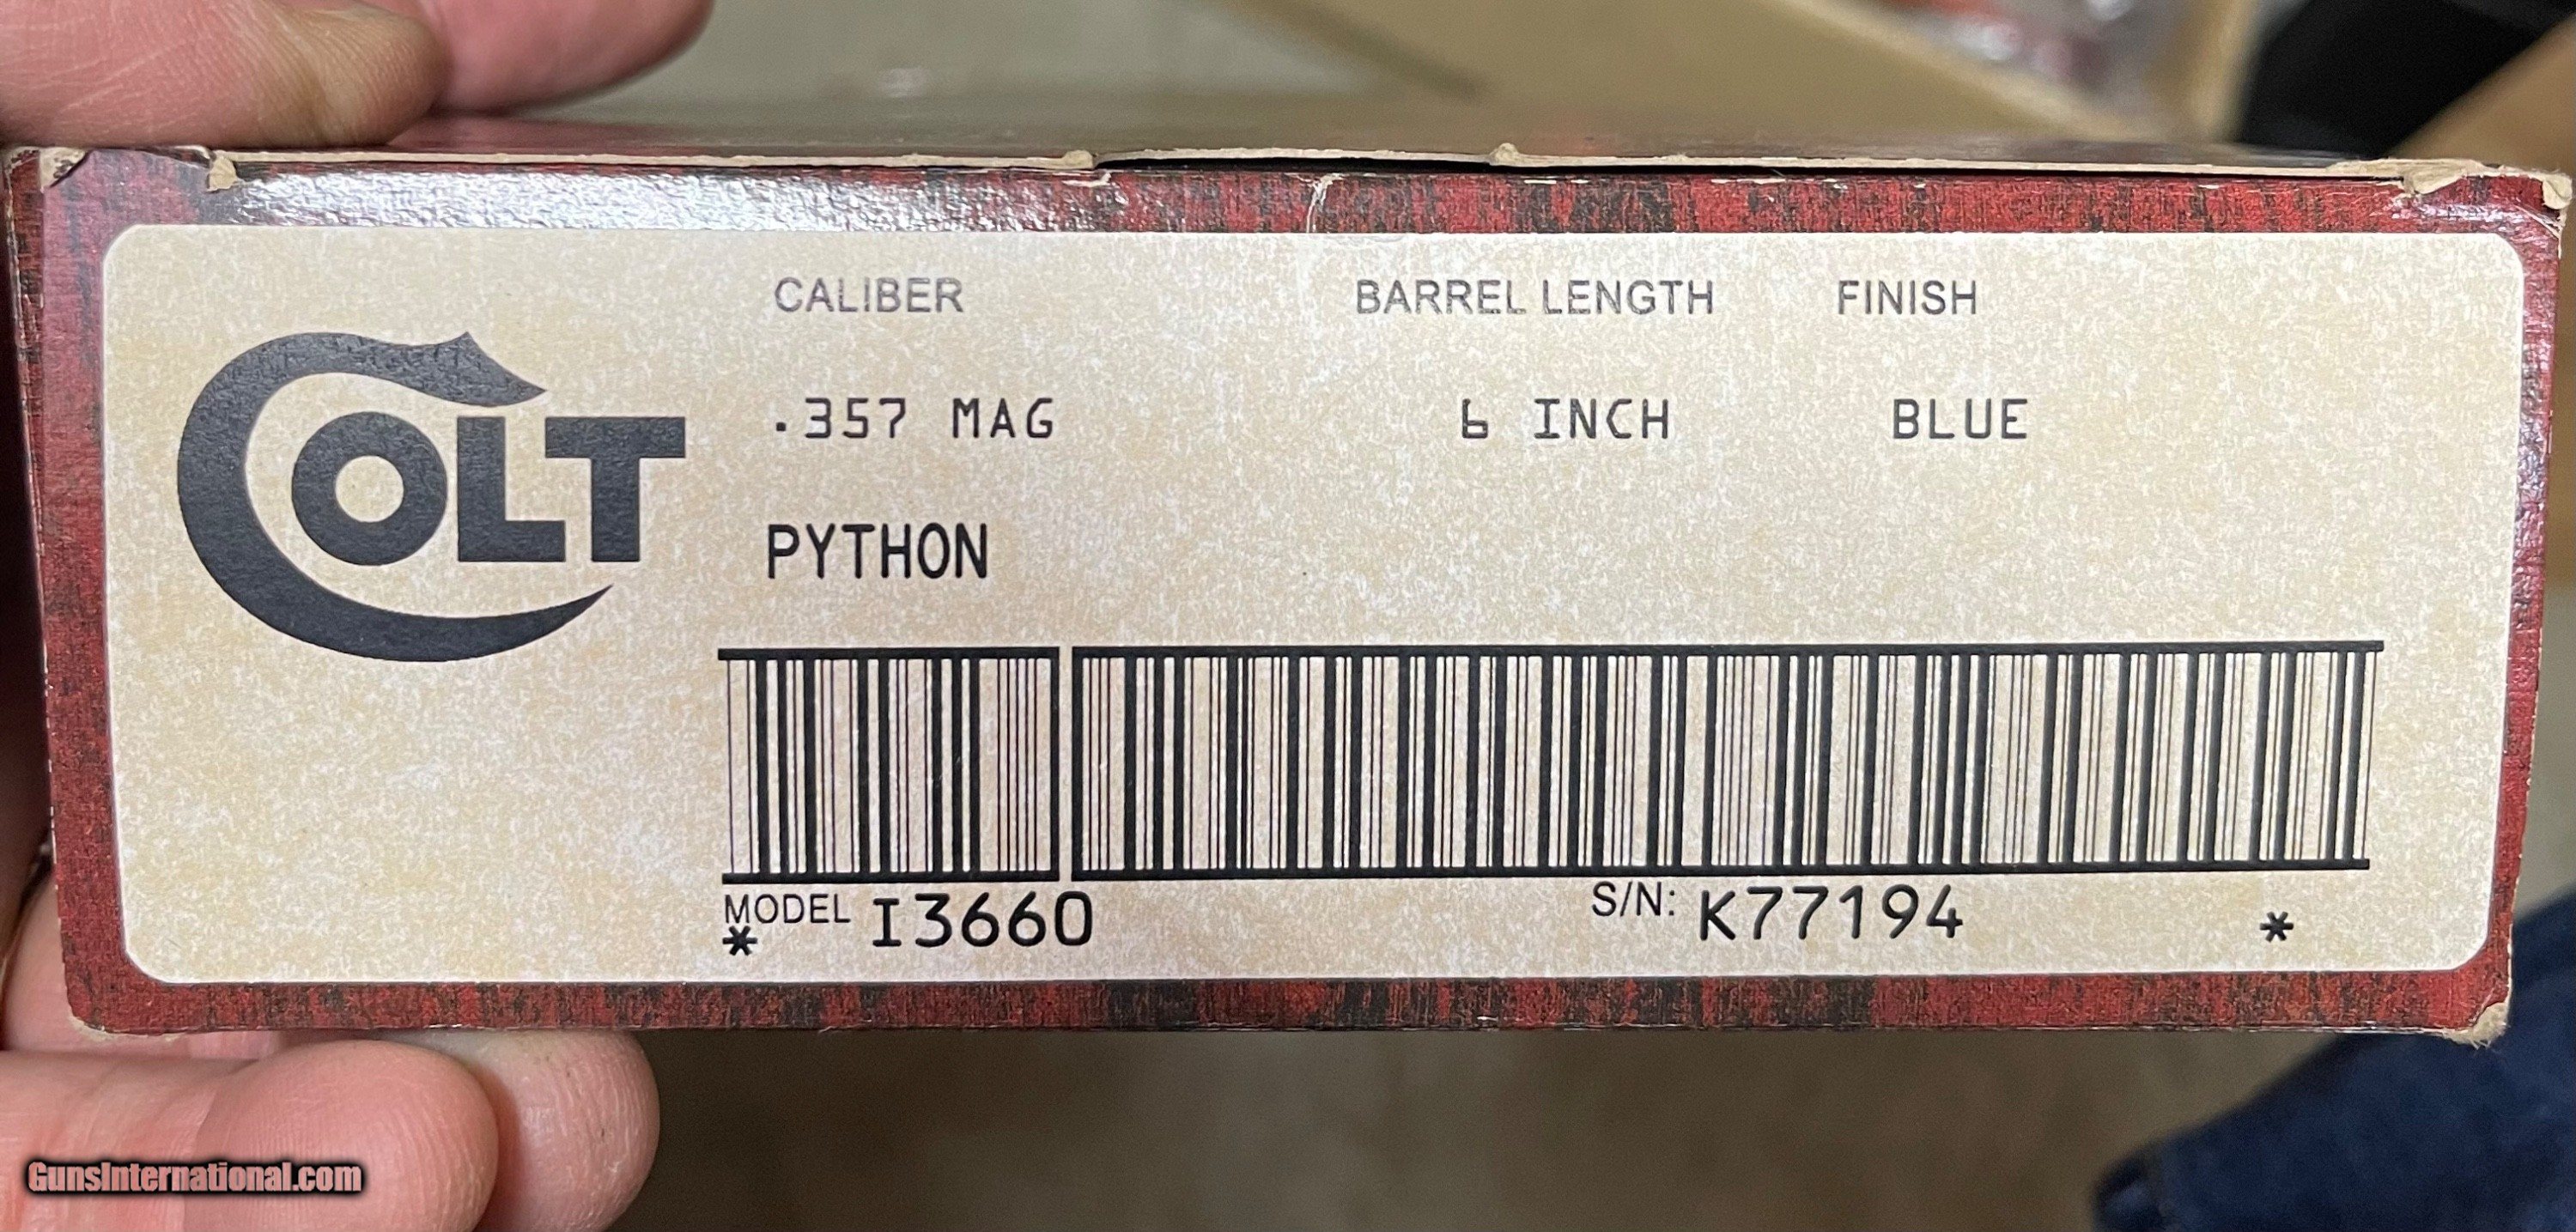 COLT
CALIBER BARREL LENGTH FINISH
.357 MAG 6 INCH BLUE
PYTHON
MODEL I3660 S/N: K77194
* *
GunsInternational.com